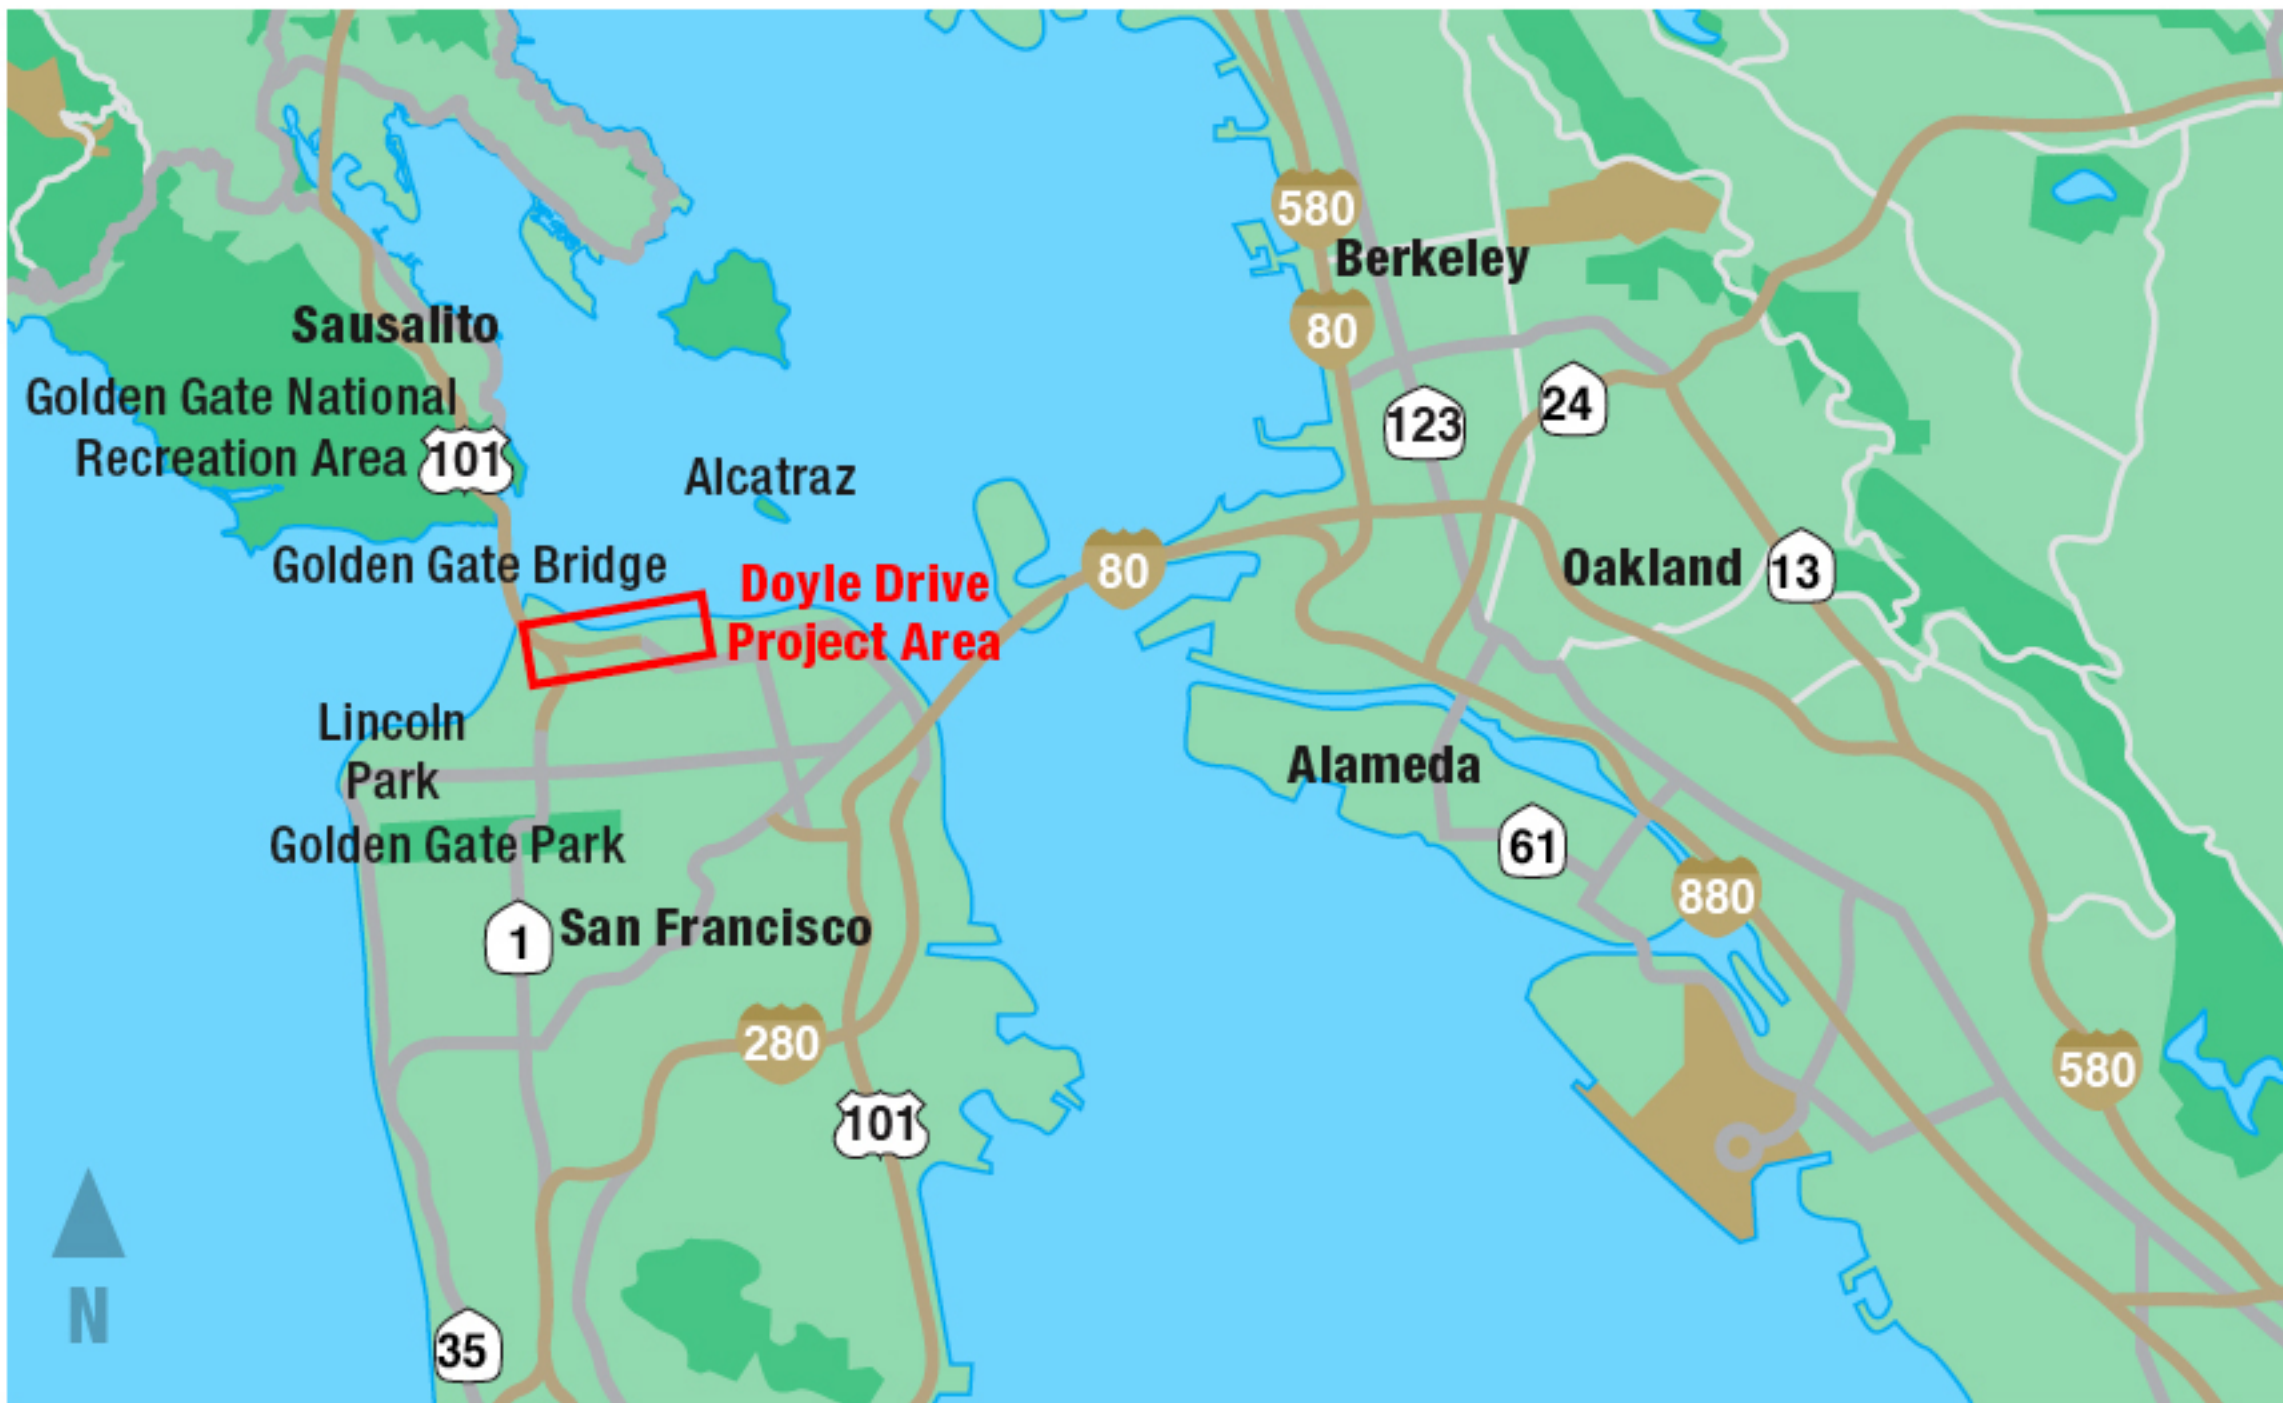 580
Berkeley
80
Sausalito
Golden Gate National
Recreation Area
101
Alcatraz
123
24
Golden Gate Bridge
Doyle Drive
Project Area
80
Oakland
13
Lincoln
Park
Golden Gate Park
Alameda
61
880
1
San Francisco
280
101
580
35
N